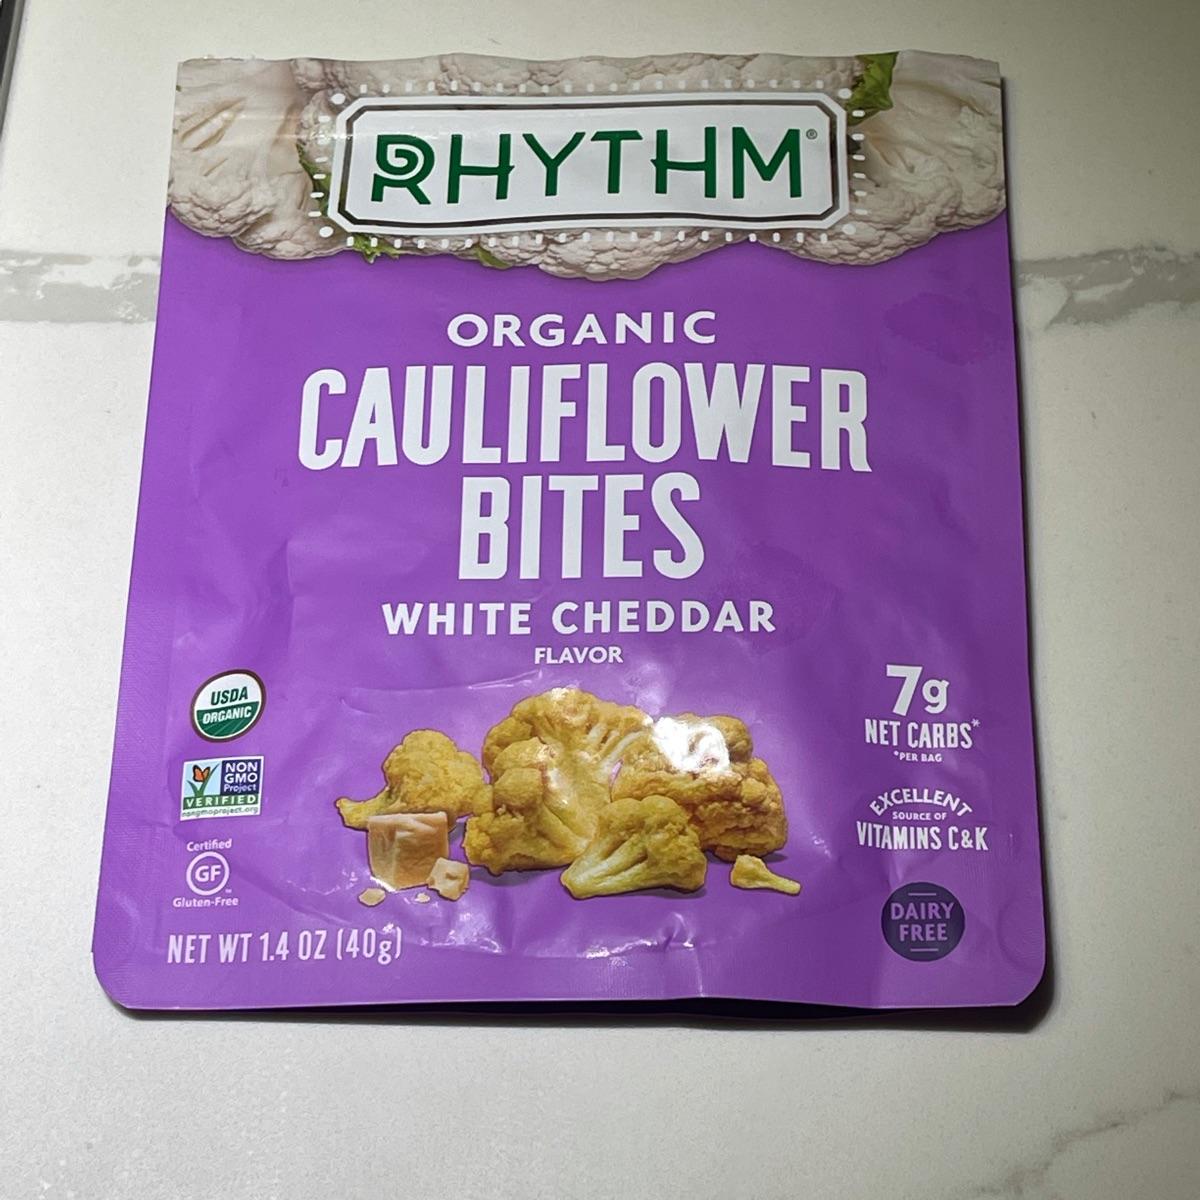 RHYTHM®
ORGANIC
CAULIFLOWER
BITES
WHITE CHEDDAR
FLAVOR
USDA
ORGANIC
NON
GMO
Project
VERIFIED
nongmoproject.org
Certified
GF
™
Gluten-Free
NET WT 1.4 OZ (40g)
7g
NET CARBS*
*PER BAG
EXCELLENT
SOURCE OF
VITAMINS C&K
DAIRY
FREE